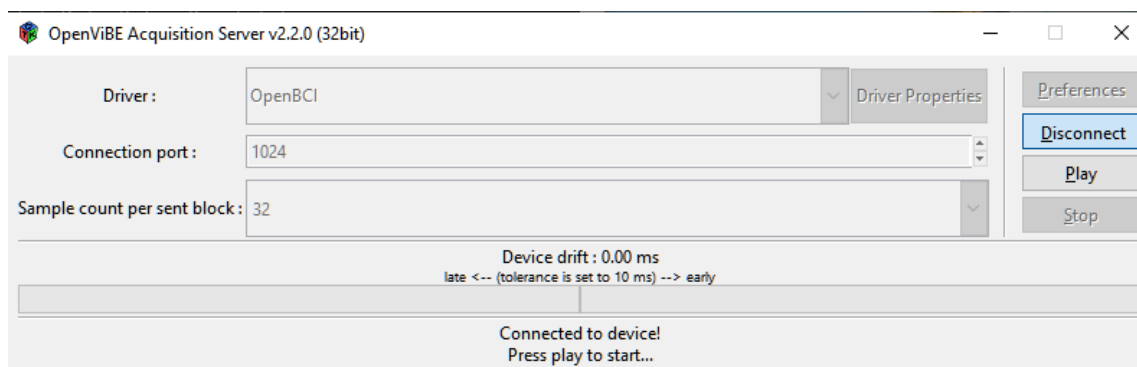 OpenViBE Acquisition Server v2.2.0 (32bit)
Driver :
OpenBCI
Driver Properties
Preferences
Connection port :
1024
Disconnect
Play
Sample count per sent block :
32
Stop
Device drift : 0.00 ms
late <-- (tolerance is set to 10 ms) --> early
Connected to device!
Press play to start...